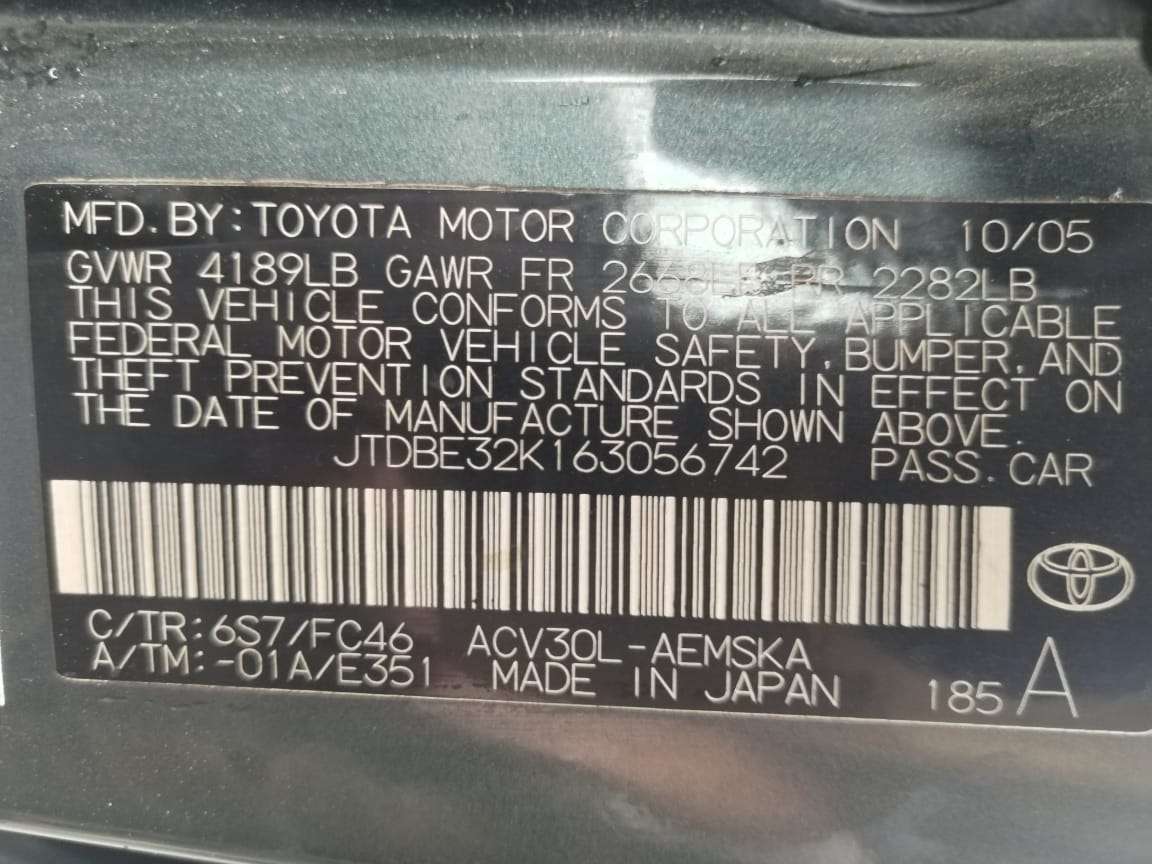 MFD. BY: TOYOTA MOTOR CORPORATION 10/05
GVWR 4189LB GAWR FR 2668LB RR 2282LB
THIS VEHICLE CONFORMS TO ALL APPLICABLE
FEDERAL MOTOR VEHICLE SAFETY, BUMPER, AND
THEFT PREVENTION STANDARDS IN EFFECT ON
THE DATE OF MANUFACTURE SHOWN ABOVE.
JTDBE32K163056742 PASS. CAR
C/TR: 6S7/FC46 ACV30L-AEMSKA
A/TM: -01A/E351 MADE IN JAPAN 185 A